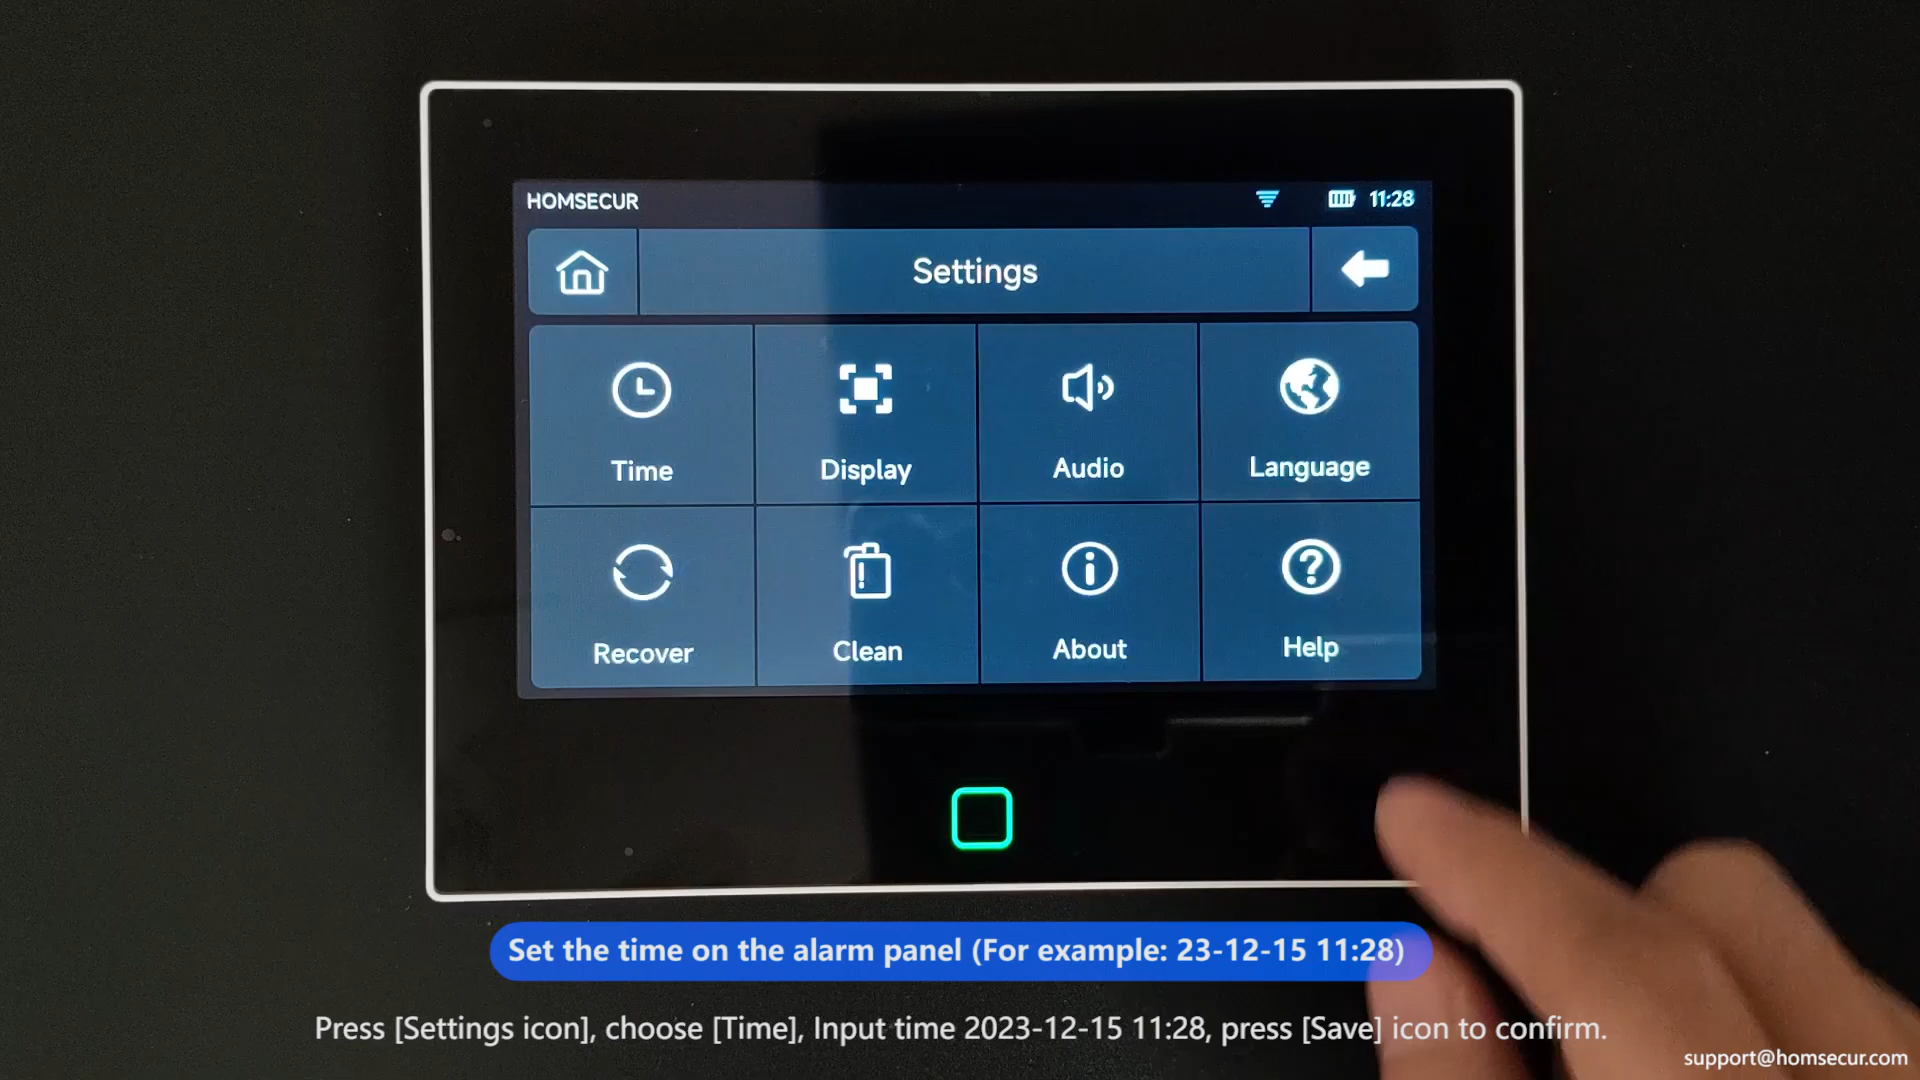 HOMSECUR
11:28
Settings
Time
Display
Audio
Language
Recover
Clean
About
Help
Set the time on the alarm panel (For example: 23-12-15 11:28)
Press [Settings icon], choose [Time], Input time 2023-12-15 11:28, press [Save] icon to confirm.
support@homsecur.com